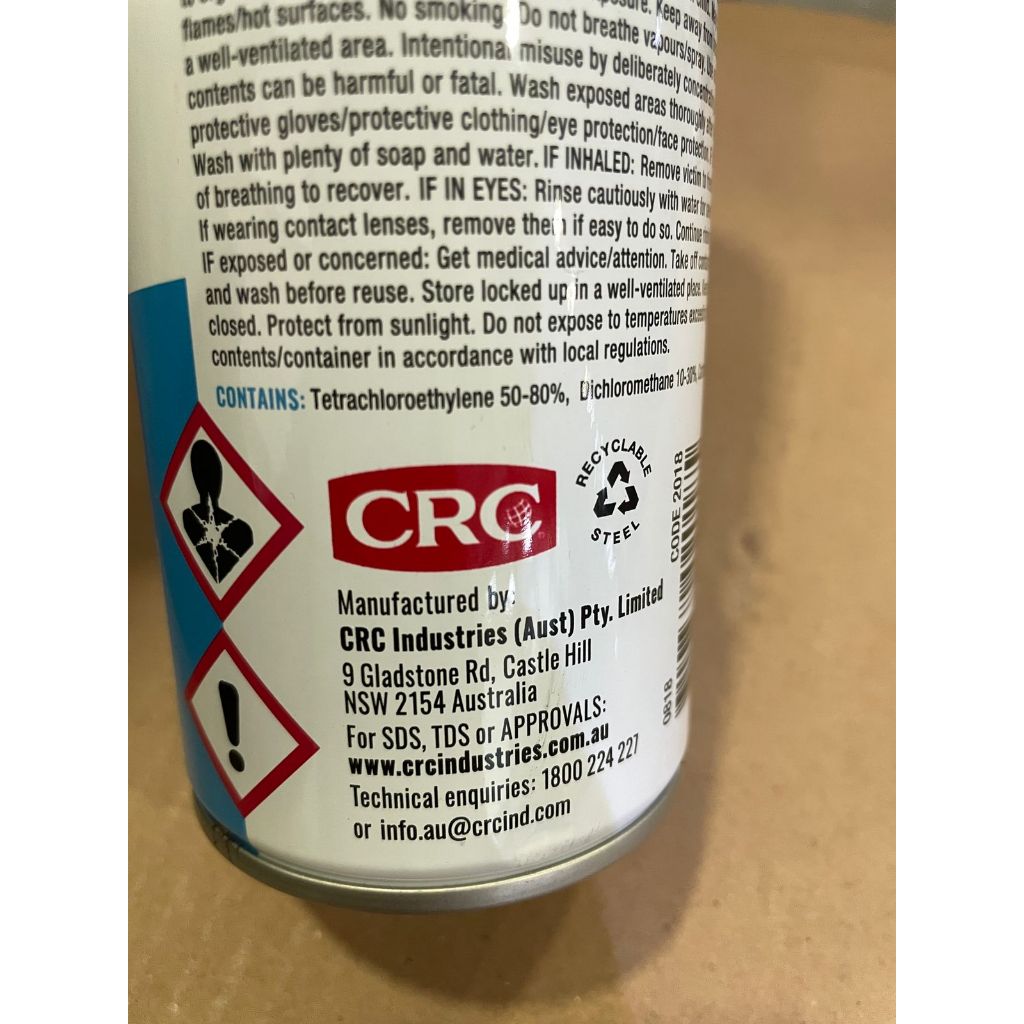 flames/hot surfaces. No smoking. Do not breathe vapours/spray. Use
a well-ventilated area. Intentional misuse by deliberately
contents can be harmful or fatal. Wash exposed areas thoroughly
protective gloves/protective clothing/eye protection/face protection.
Wash with plenty of soap and water. IF INHALED: Remove victim to
of breathing to recover. IF IN EYES: Rinse cautiously with water for
If wearing contact lenses, remove them if easy to do so. Continue
IF exposed or concerned: Get medical advice/attention. Take off
and wash before reuse. Store locked up in a well-ventilated place.
closed. Protect from sunlight. Do not expose to temperatures
contents/container in accordance with local regulations.
CONTAINS: Tetrachloroethylene 50-80%, Dichloromethane 10-30%,
CRC
RECYCLABLE
STEEL
CODE 2018
0818
Manufactured by:
CRC Industries (Aust) Pty. Limited
9 Gladstone Rd, Castle Hill
NSW 2154 Australia
For SDS, TDS or APPROVALS:
www.crcindustries.com.au
Technical enquiries: 1800 224 227
or info.au@crcind.com